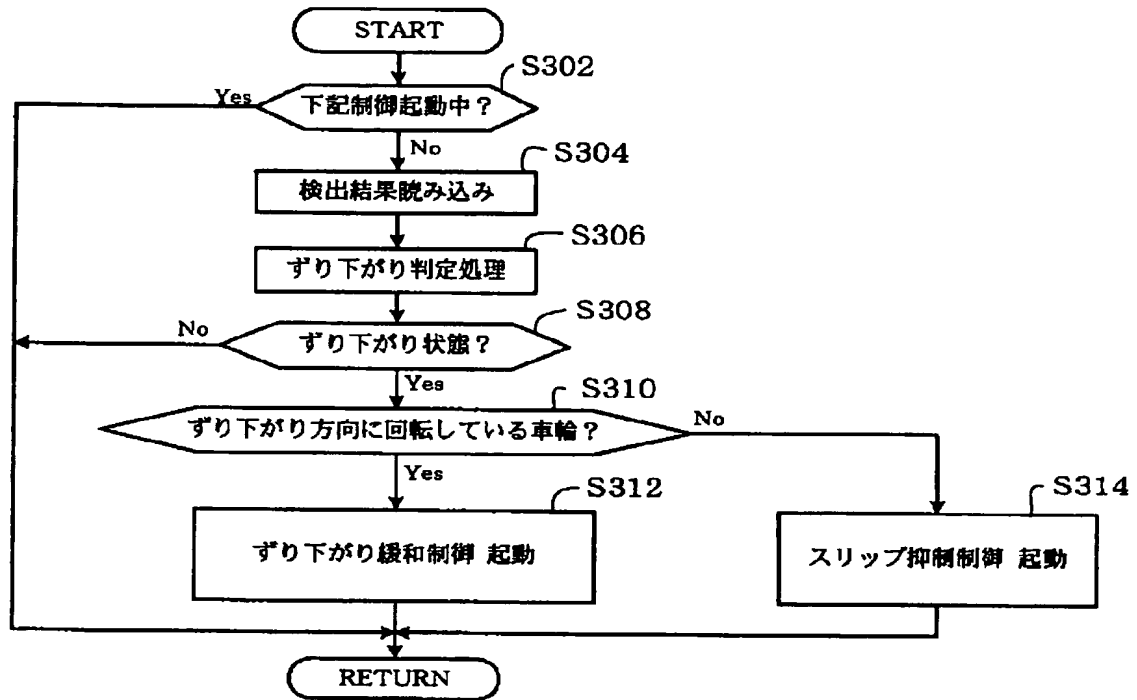 START
S302
Yes
下記制御起動中？
No
S304
検出結果読み込み
S306
ずり下がり判定処理
S308
No
ずり下がり状態？
Yes
S310
ずり下がり方向に回転している車輪？
No
Yes
S312
S314
ずり下がり緩和制御 起動
スリップ抑制制御 起動
RETURN